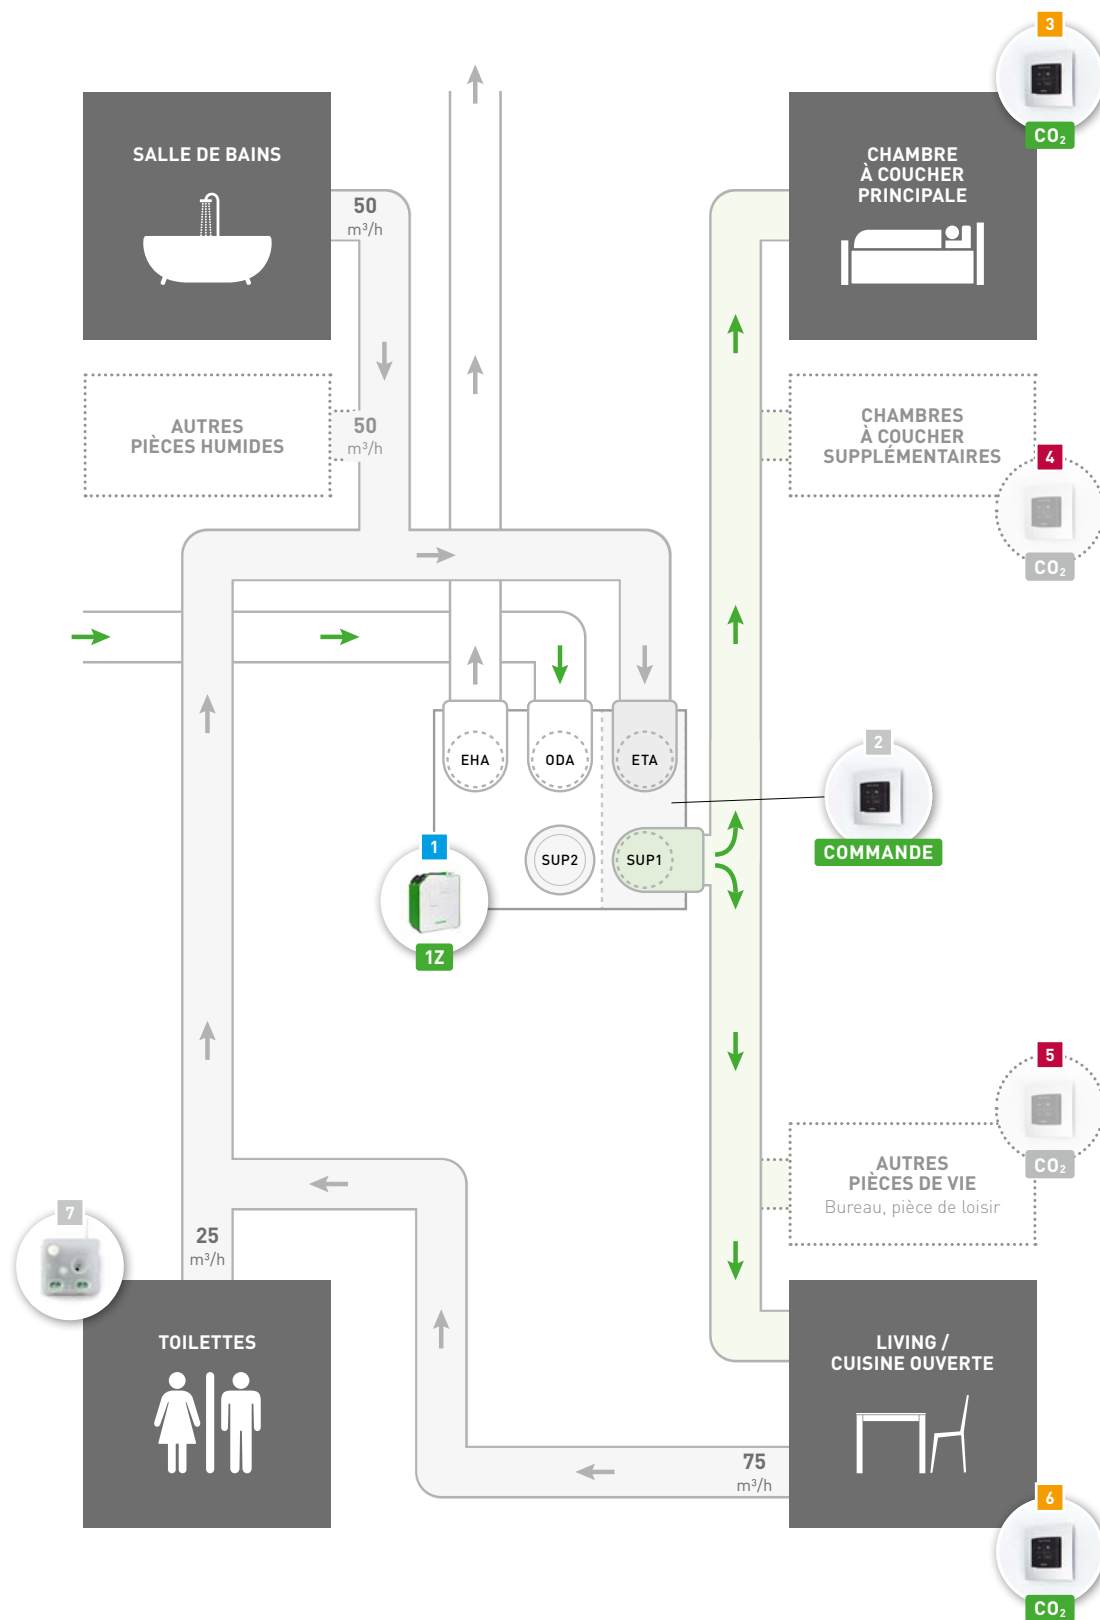 3
CO₂
SALLE DE BAINS
50
m³/h
CHAMBRE
À COUCHER
PRINCIPALE
AUTRES
PIÈCES HUMIDES
50
m³/h
CHAMBRES
À COUCHER
SUPPLÉMENTAIRES
4
CO₂
EHA
ODA
ETA
2
COMMANDE
SUP2
SUP1
1
1Z
5
CO₂
AUTRES
PIÈCES DE VIE
Bureau, pièce de loisir
7
25
m³/h
TOILETTES
LIVING /
CUISINE OUVERTE
75
m³/h
6
CO₂